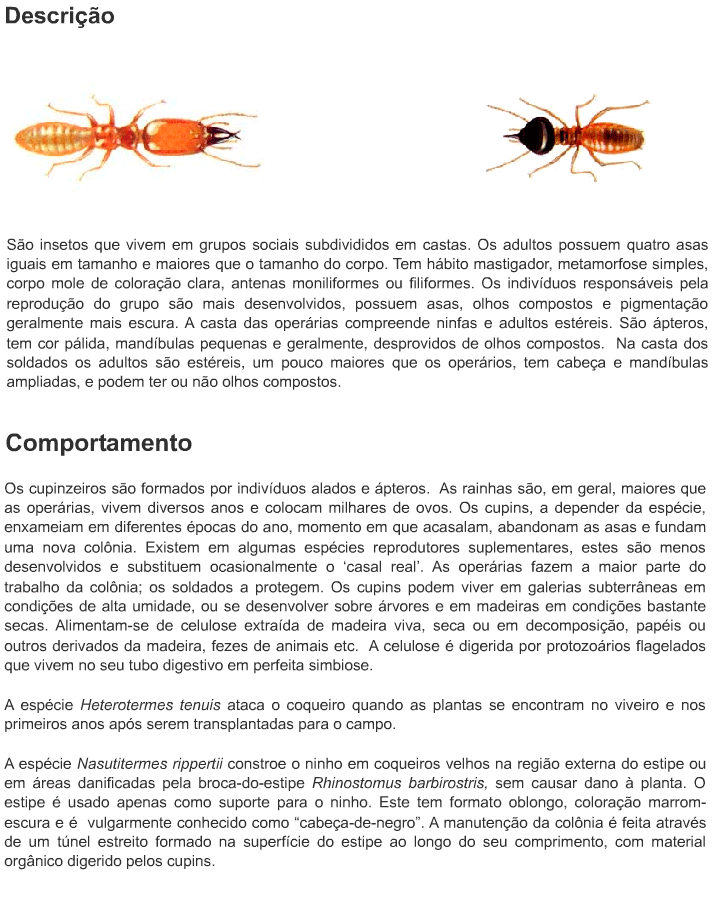 Descrição
São insetos que vivem em grupos sociais subdivididos em castas. Os adultos possuem quatro asas
iguais em tamanho e maiores que o tamanho do corpo. Tem hábito mastigador, metamorfose simples,
corpo mole de coloração clara, antenas moniliformes ou filiformes. Os indivíduos responsáveis pela
reprodução do grupo são mais desenvolvidos, possuem asas, olhos compostos e pigmentação
geralmente mais escura. A casta das operárias compreende ninfas e adultos estéreis. São ápteros,
tem cor pálida, mandíbulas pequenas e geralmente, desprovidos de olhos compostos.  Na casta dos
soldados os adultos são estéreis, um pouco maiores que os operários, tem cabeça e mandíbulas
ampliadas, e podem ter ou não olhos compostos.
Comportamento
Os cupinzeiros são formados por indivíduos alados e ápteros.  As rainhas são, em geral, maiores que
as operárias, vivem diversos anos e colocam milhares de ovos. Os cupins, a depender da espécie,
enxameiam em diferentes épocas do ano, momento em que acasalam, abandonam as asas e fundam
uma nova colônia. Existem em algumas espécies reprodutores suplementares, estes são menos
desenvolvidos e substituem ocasionalmente o ‘casal real’. As operárias fazem a maior parte do
trabalho da colônia; os soldados a protegem. Os cupins podem viver em galerias subterrâneas em
condições de alta umidade, ou se desenvolver sobre árvores e em madeiras em condições bastante
secas. Alimentam-se de celulose extraída de madeira viva, seca ou em decomposição, papéis ou
outros derivados da madeira, fezes de animais etc.  A celulose é digerida por protozoários flagelados
que vivem no seu tubo digestivo em perfeita simbiose.
A espécie Heterotermes tenuis ataca o coqueiro quando as plantas se encontram no viveiro e nos
primeiros anos após serem transplantadas para o campo.
A espécie Nasutitermes rippertii constroe o ninho em coqueiros velhos na região externa do estipe ou
em áreas danificadas pela broca-do-estipe Rhinostomus barbirostris, sem causar dano à planta. O
estipe é usado apenas como suporte para o ninho. Este tem formato oblongo, coloração marrom-
escura e é  vulgarmente conhecido como “cabeça-de-negro”. A manutenção da colônia é feita através
de um túnel estreito formado na superfície do estipe ao longo do seu comprimento, com material
orgânico digerido pelos cupins.